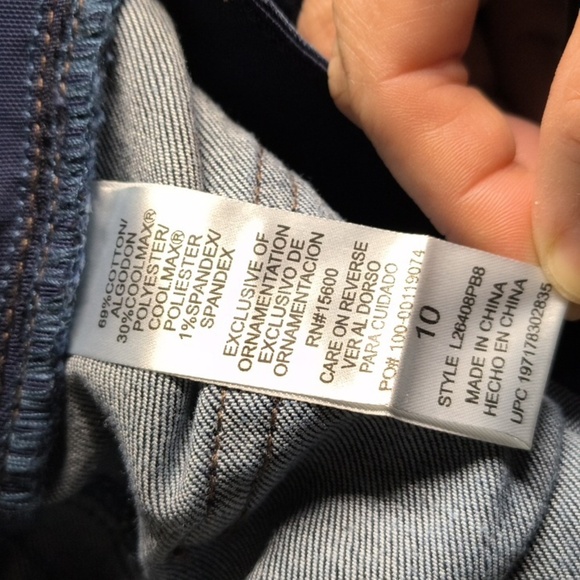 69%COTTON/
ALGODON
30%COOLMAX®
POLYESTER/
COOLMAX®
POLIESTER
1%SPANDEX/
SPANDEX
EXCLUSIVE OF
ORNAMENTATION
EXCLUSIVO DE
ORNAMENTACION
RN#15600
CARE ON REVERSE
VER AL DORSO
PARA CUIDADO
PO# 100-00119074
10
STYLE L26408PB8
MADE IN CHINA
HECHO EN CHINA
UPC 197178302835